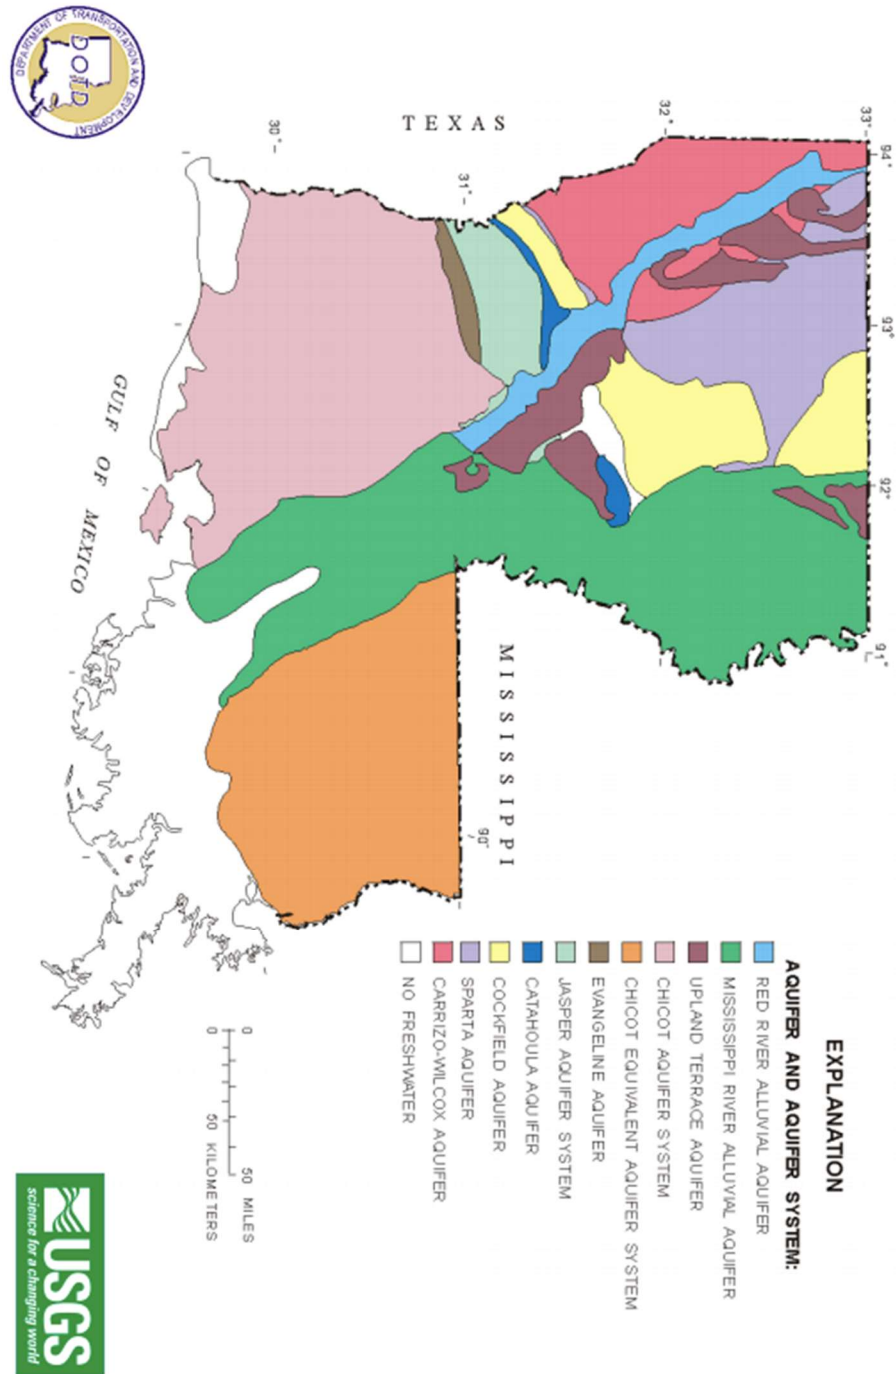 DEPARTMENT OF TRANSPORTATION AND DEVELOPMENT
DOTD
TEXAS
MISSISSIPPI
GULF OF MEXICO
94°
93°
92°
91°
90°
33°
32°
31°
30°
EXPLANATION
AQUIFER AND AQUIFER SYSTEM:
RED RIVER ALLUVIAL AQUIFER
MISSISSIPPI RIVER ALLUVIAL AQUIFER
UPLAND TERRACE AQUIFER
CHICOT AQUIFER SYSTEM
CHICOT EQUIVALENT AQUIFER SYSTEM
EVANGELINE AQUIFER
JASPER AQUIFER SYSTEM
CATAHOULA AQUIFER
COCKFIELD AQUIFER
SPARTA AQUIFER
CARRIZO-WILCOX AQUIFER
NO FRESHWATER
0 50 MILES
0 50 KILOMETERS
USGS
science for a changing world